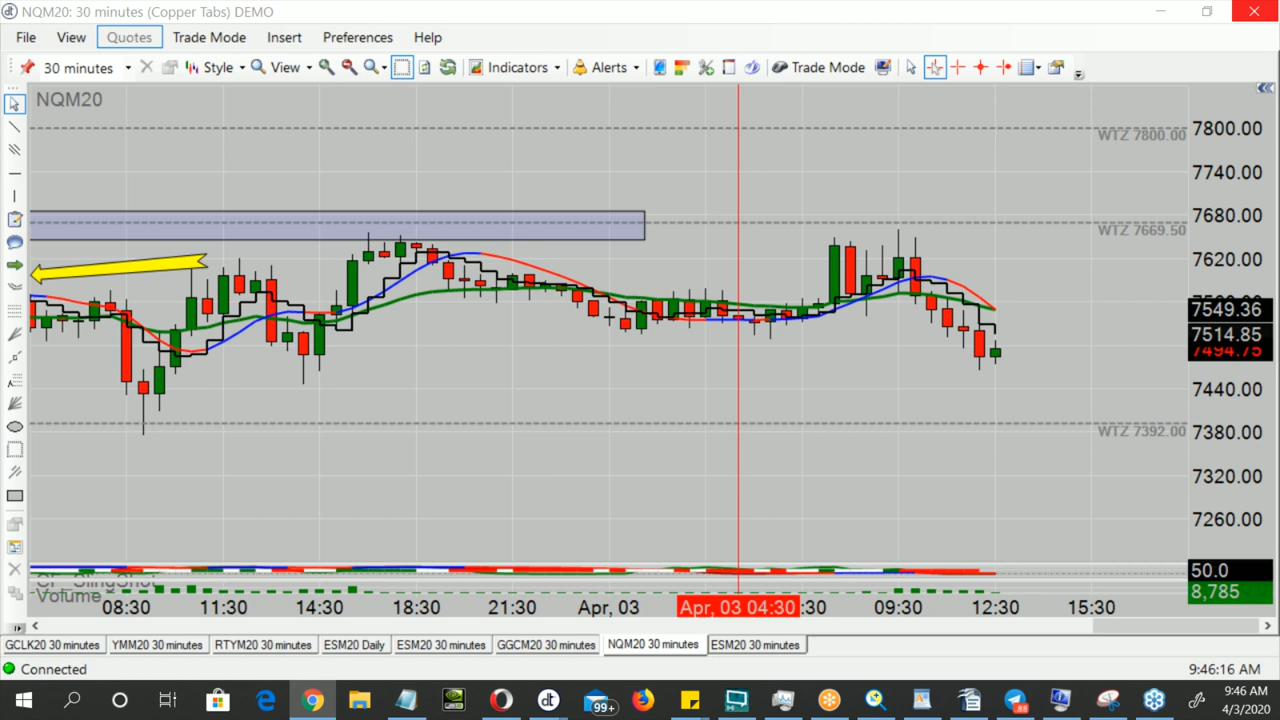 dt NQM20: 30 minutes (Copper Tabs) DEMO
File View Quotes Trade Mode Insert Preferences Help
30 minutes Style View Indicators Alerts Trade Mode
NQM20
7800.00
WTZ 7800.00
7740.00
7680.00
WTZ 7669.50
7620.00
7549.36
7514.85
7494.75
7440.00
WTZ 7392.00
7380.00
7320.00
7260.00
50.0
Volume
8,785
08:30 11:30 14:30 18:30 21:30 Apr, 03 Apr, 03 04:30 :30 09:30 12:30 15:30
GCLK20 30 minutes YMM20 30 minutes RTYM20 30 minutes ESM20 Daily ESM20 30 minutes GGCM20 30 minutes NQM20 30 minutes ESM20 30 minutes
Connected 9:46:16 AM
dt 99+ 9:46 AM
4/3/2020